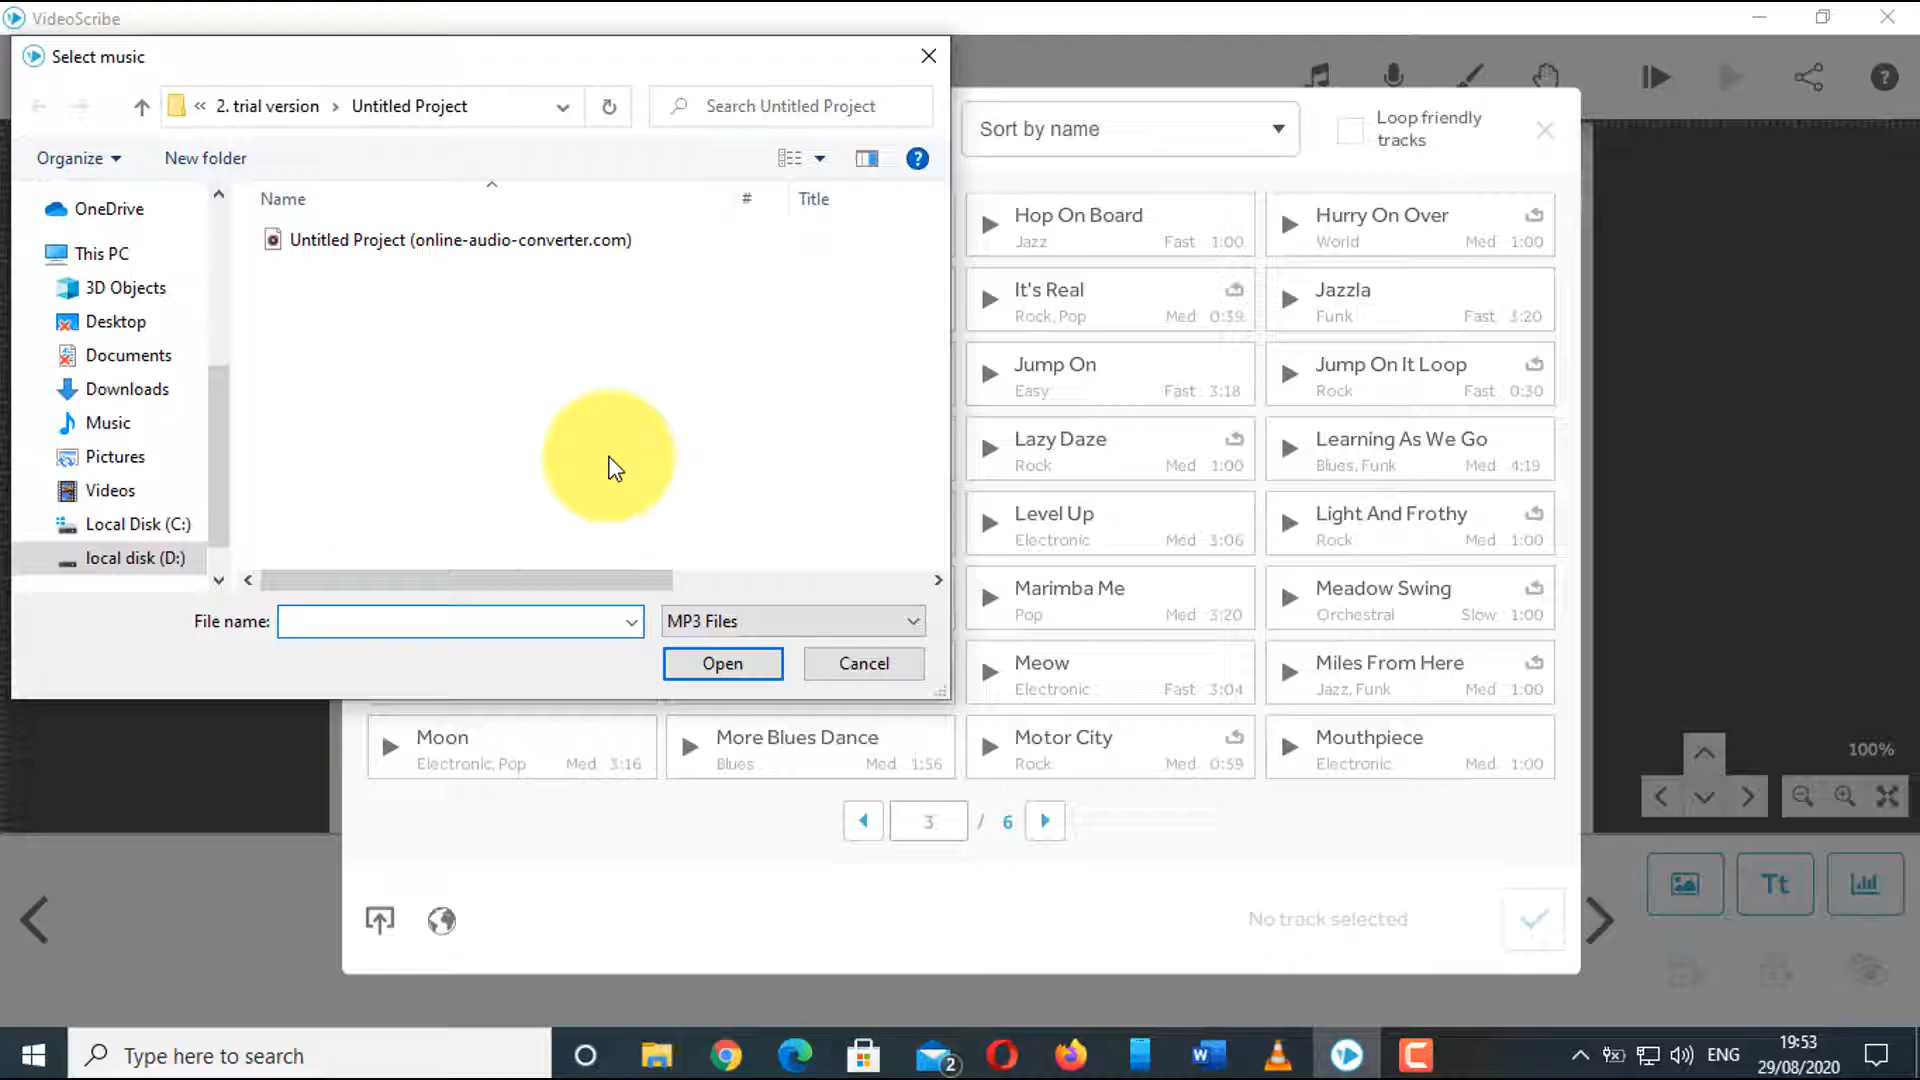 VideoScribe
Select music
« 2. trial version › Untitled Project
Search Untitled Project
Organize
New folder
?
Name
#
Title
OneDrive
This PC
3D Objects
Desktop
Documents
Downloads
Music
Pictures
Videos
Local Disk (C:)
local disk (D:)
Untitled Project (online-audio-converter.com)
File name:
MP3 Files
Open
Cancel
?
Sort by name
Loop friendly
tracks
Hop On Board
Jazz Fast 1:00
Hurry On Over
World Med 1:00
It's Real
Rock, Pop Med 0:39
Jazzla
Funk Fast 3:20
Jump On
Easy Fast 3:18
Jump On It Loop
Rock Fast 0:30
Lazy Daze
Rock Med 1:00
Learning As We Go
Blues, Funk Med 4:19
Level Up
Electronic Med 3:06
Light And Frothy
Rock Med 1:00
Marimba Me
Pop Med 3:20
Meadow Swing
Orchestral Slow 1:00
Meow
Electronic Fast 3:04
Miles From Here
Jazz, Funk Med 1:00
Moon
Electronic, Pop Med 3:16
More Blues Dance
Blues Med 1:56
Motor City
Rock Med 0:59
Mouthpiece
Electronic Med 1:00
3 / 6
No track selected
100%
Tt
Type here to search
2
ENG
19:53
29/08/2020